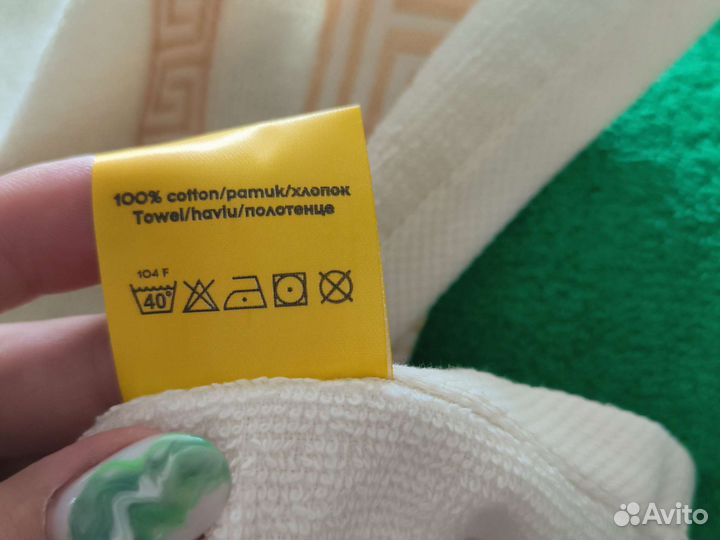 100% cotton/pamuk/хлопок
Towel/havlu/полотенце
104 F
40°
Avito